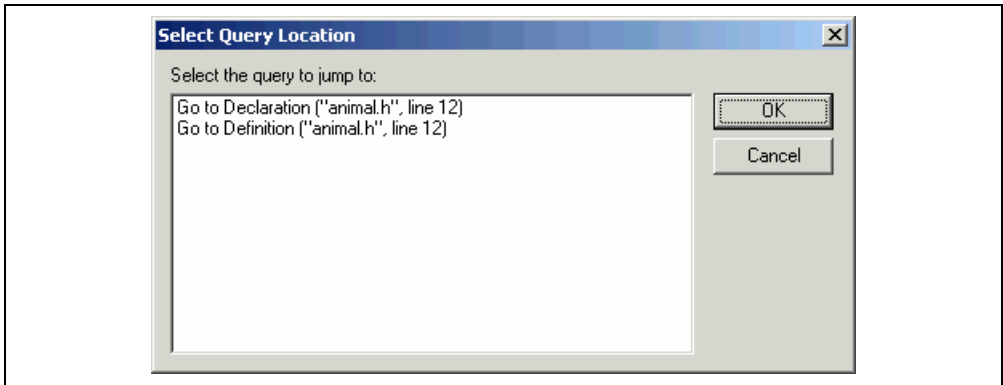 Select Query Location
Select the query to jump to:
Go to Declaration ("animal.h", line 12)
Go to Definition ("animal.h", line 12)
OK
Cancel